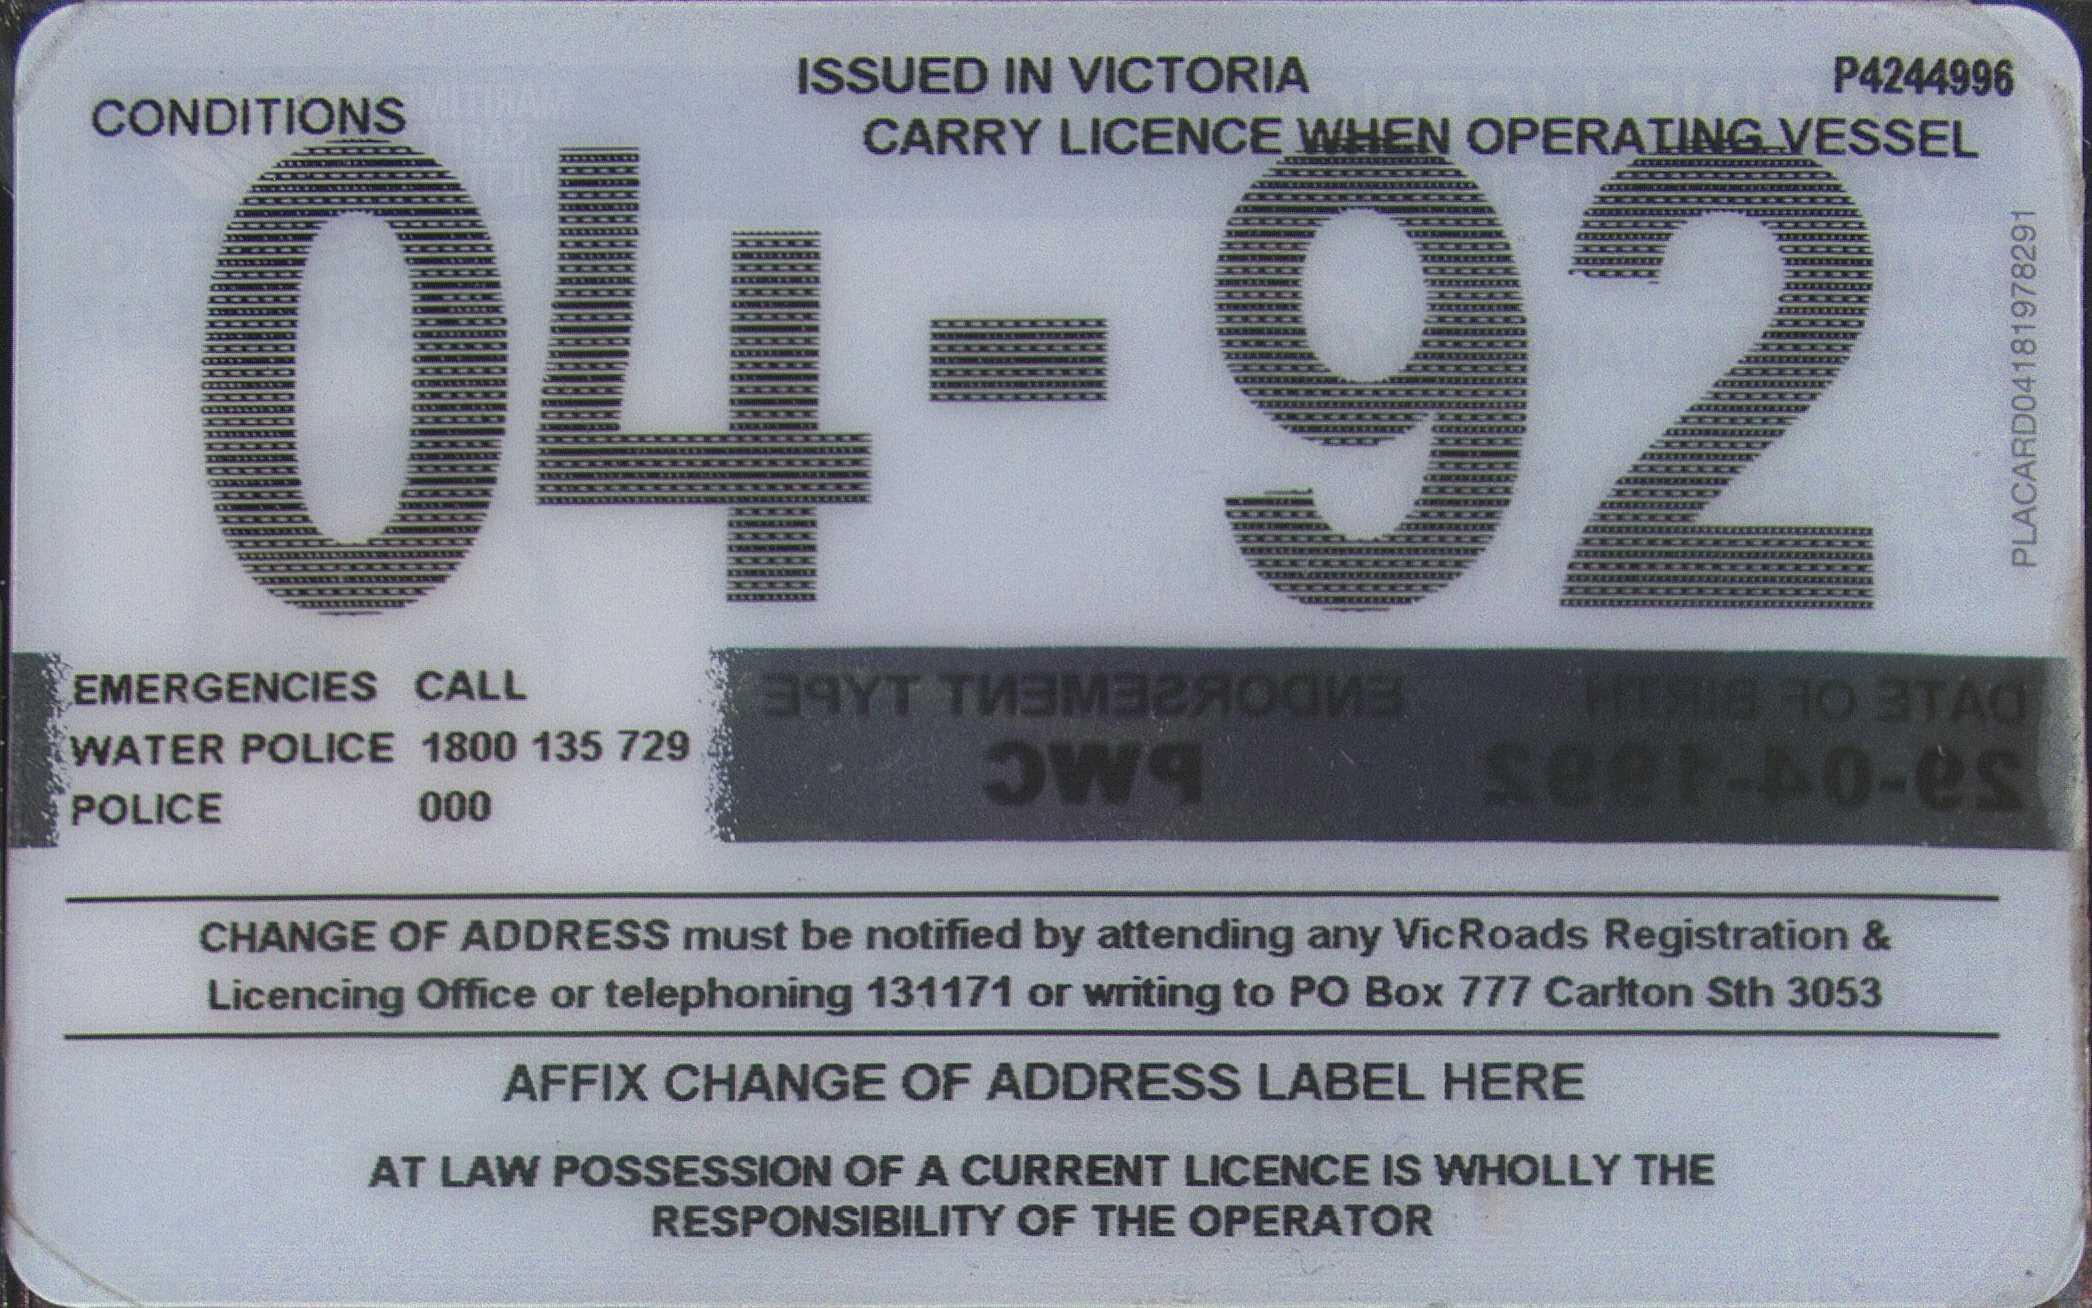 ISSUED IN VICTORIA
P4244996
CONDITIONS
CARRY LICENCE WHEN OPERATING VESSEL
04-92
PLACARD0418197829 1
EMERGENCIES CALL
WATER POLICE 1800 135 729
POLICE 000
ENDORSEMENT TYPE
DATE OF BIRTH
PWC
29-04-1992
CHANGE OF ADDRESS must be notified by attending any VicRoads Registration &
Licencing Office or telephoning 131171 or writing to PO Box 777 Carlton Sth 3053
AFFIX CHANGE OF ADDRESS LABEL HERE
AT LAW POSSESSION OF A CURRENT LICENCE IS WHOLLY THE
RESPONSIBILITY OF THE OPERATOR